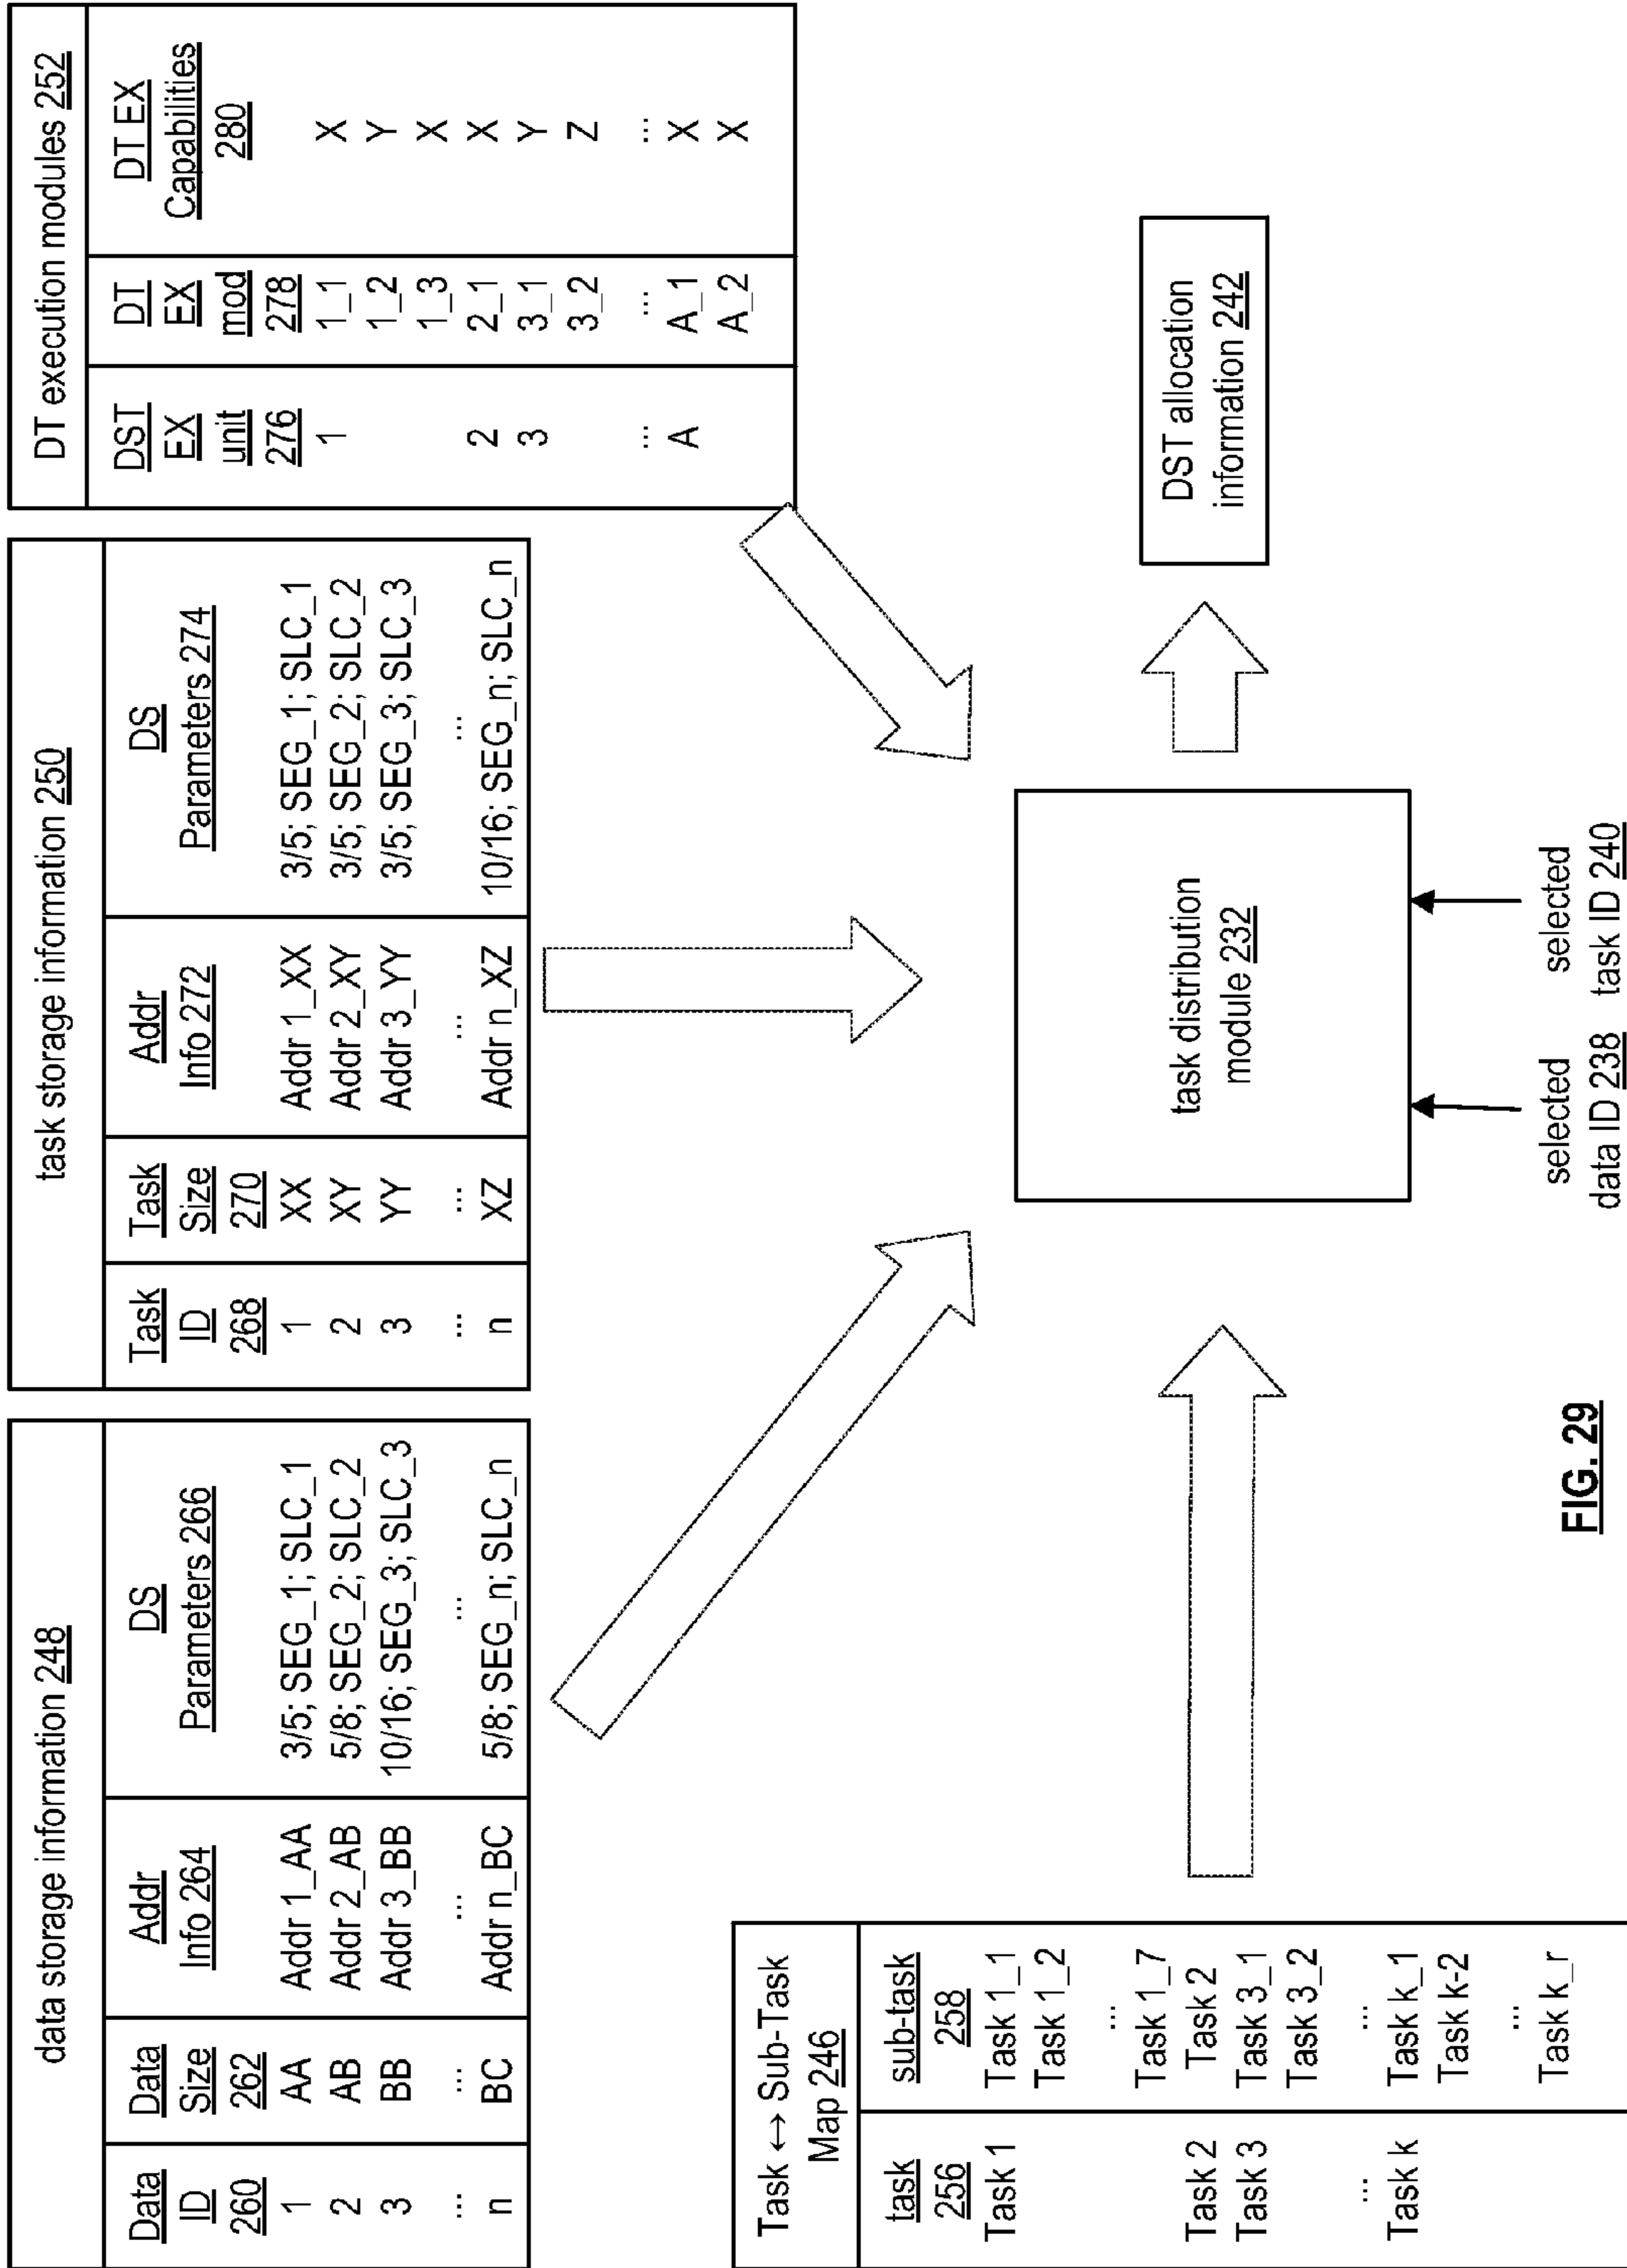 data storage information 248
Data ID 260 | Data Size 262 | Addr Info 264 | DS Parameters 266
1 AA Addr 1_AA 3/5; SEG_1; SLC_1
2 AB Addr 2_AB 5/8; SEG_2; SLC_2
3 BB Addr 3_BB 10/16; SEG_3; SLC_3
... ... ... ...
n BC Addr n_BC 5/8; SEG_n; SLC_n
task storage information 250
Task ID 268 | Task Size 270 | Addr Info 272 | DS Parameters 274
1 XX Addr 1_XX 3/5; SEG_1; SLC_1
2 XY Addr 2_XY 3/5; SEG_2; SLC_2
3 YY Addr 3_YY 3/5; SEG_3; SLC_3
... ... ... ...
n XZ Addr n_XZ 10/16; SEG_n; SLC_n
DT execution modules 252
DST EX unit 276 | DT EX mod 278 | DT EX Capabilities 280
1 1_1 X
1_2 Y
1_3 X
2 2_1 X
3 3_1 Y
3_2 Z
... ... ...
A A_1 X
A_2 X
Task ↔ Sub-Task
Map 246
task 256 | sub-task 258
Task 1 Task 1_1
Task 1_2
...
Task 1_7
Task 2 Task 2
Task 3 Task 3_1
Task 3_2
... ...
Task k Task k_1
Task k-2
...
Task k_r
task distribution
module 232
DST allocation
information 242
selected
data ID 238
selected
task ID 240
FIG. 29